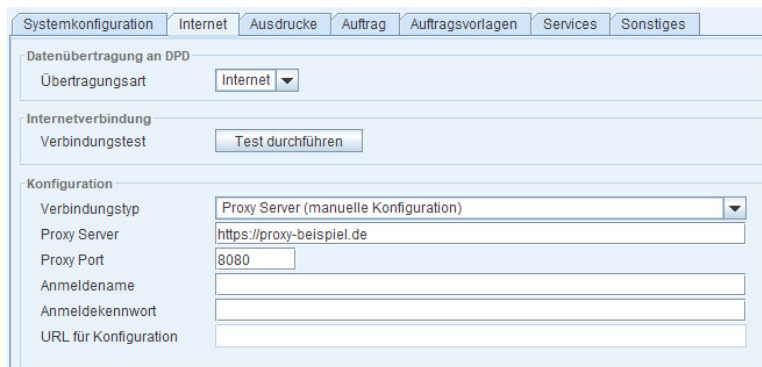 Systemkonfiguration Internet Ausdrucke Auftrag Auftragsvorlagen Services Sonstiges
Datenübertragung an DPD
Übertragungsart Internet
Internetverbindung
Verbindungstest Test durchführen
Konfiguration
Verbindungstyp Proxy Server (manuelle Konfiguration)
Proxy Server https://proxy-beispiel.de
Proxy Port 8080
Anmeldename
Anmeldekennwort
URL für Konfiguration